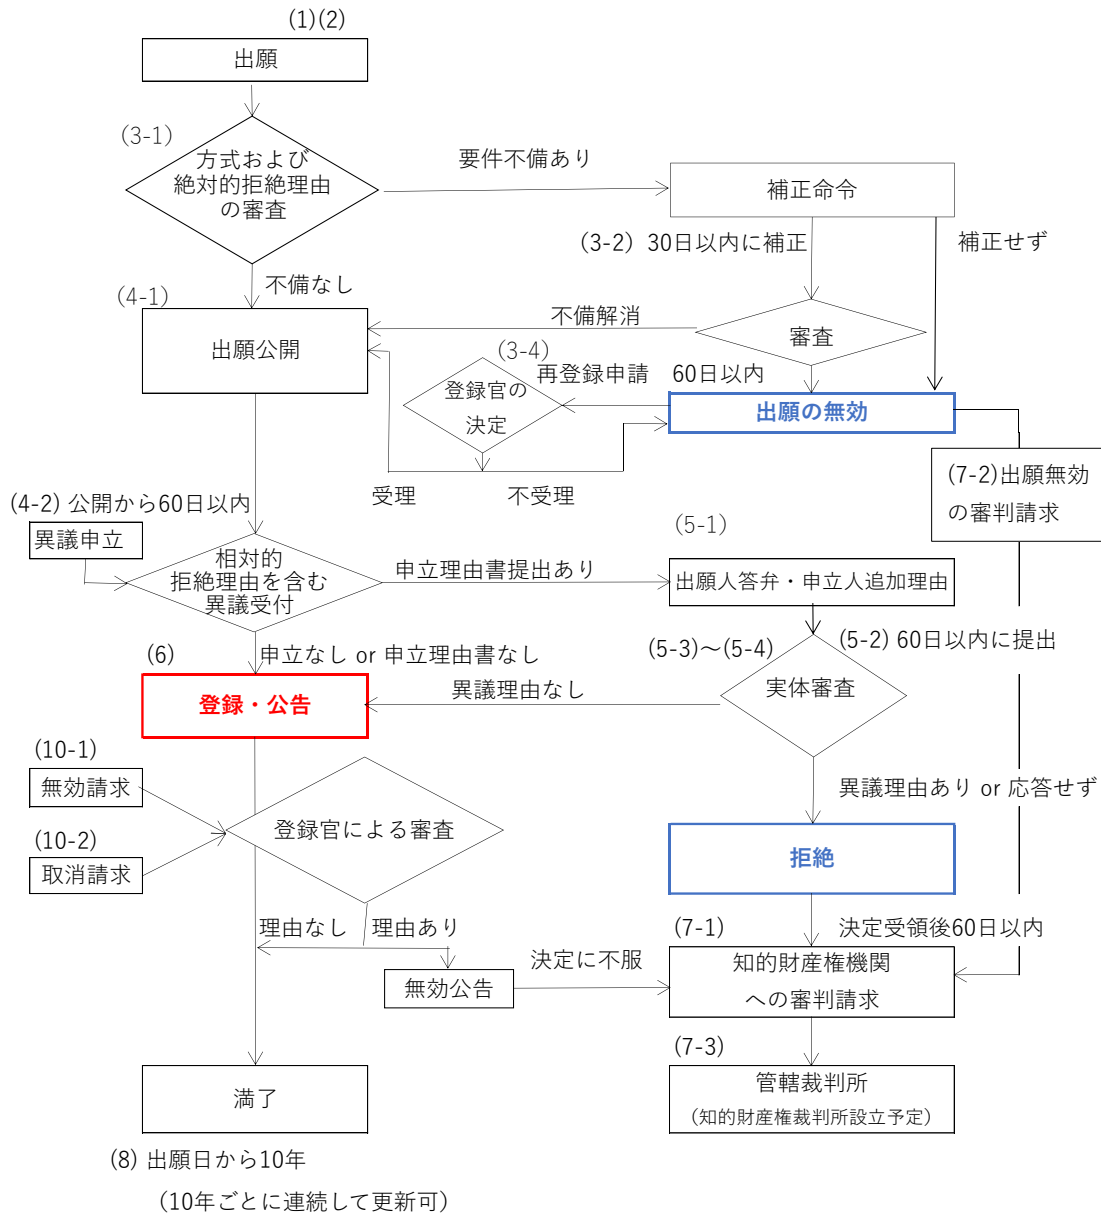 (1)(2)
出願
(3-1)
方式および
絶対的拒絶理由
の審査
要件不備あり
補正命令
(3-2) 30日以内に補正
補正せず
不備なし
(4-1)
出願公開
不備解消
審査
(3-4)
再登録申請 60日以内
登録官の
決定
出願の無効
受理
不受理
(7-2)出願無効
の審判請求
(4-2) 公開から60日以内
異議申立
相対的
拒絶理由を含む
異議受付
申立理由書提出あり
(5-1)
出願人答弁・申立人追加理由
(5-2) 60日以内に提出
(5-3)～(5-4)
実体審査
(6)
申立なし or 申立理由書なし
登録・公告
異議理由なし
異議理由あり or 応答せず
(10-1)
無効請求
(10-2)
取消請求
登録官による審査
拒絶
理由なし
理由あり
無効公告
決定に不服
決定受領後60日以内
(7-1)
知的財産権機関
への審判請求
(7-3)
管轄裁判所
（知的財産権裁判所設立予定）
満了
(8) 出願日から10年
（10年ごとに連続して更新可）